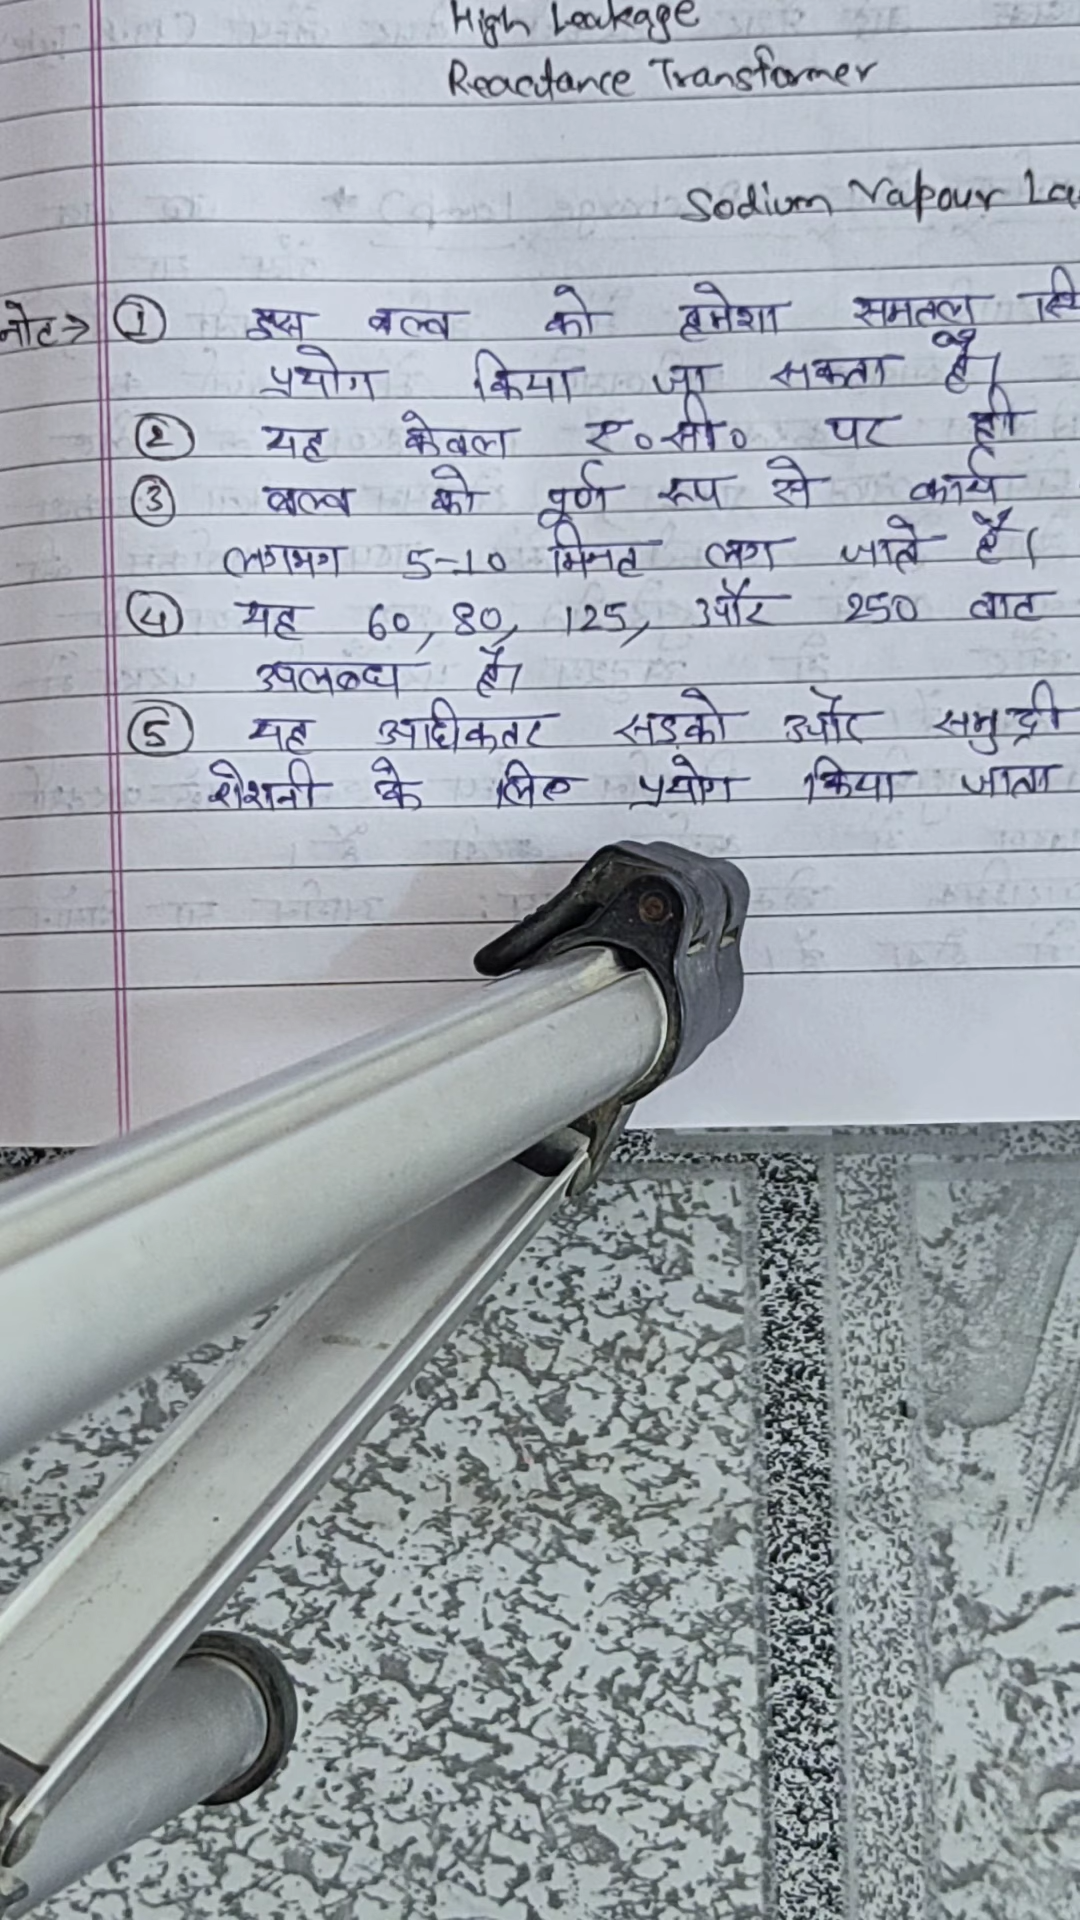 High Leakage
Reactance Transformer
Sodium Vapour La
नोट→ ① इस बल्ब को हमेशा समतल स्थि
प्रयोग किया जा सकता है।
② यह केवल ए०सी० पर ही
③ बल्ब को पूर्ण रूप से कार्य
लगभग 5-10 मिनट लग जाते हैं।
④ यह 60, 80, 125, और 250 वाट
उपलब्ध है।
⑤ यह अधिकतर सड़को और समुद्री
रोशनी के लिए प्रयोग किया जाता